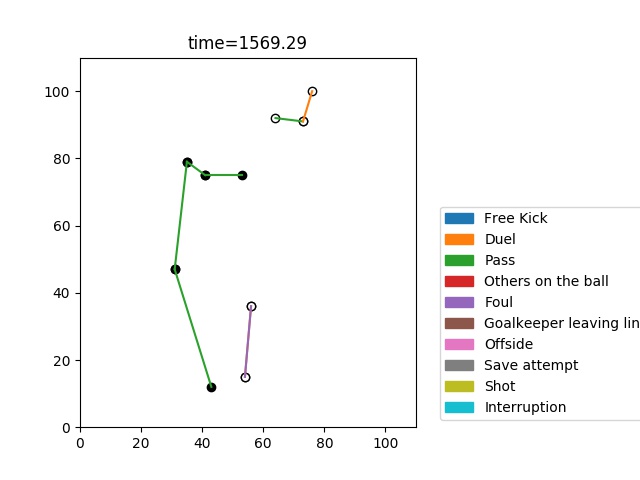 time=1569.29
100
80
60
40
20
0
0 20 40 60 80 100
Free Kick
Duel
Pass
Others on the ball
Foul
Goalkeeper leaving lin
Offside
Save attempt
Shot
Interruption